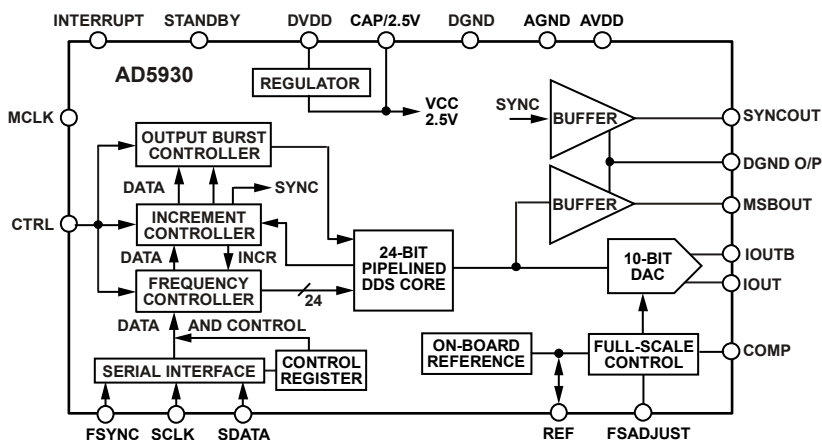 INTERRUPT STANDBY DVDD CAP/2.5V DGND AGND AVDD
AD5930
REGULATOR
VCC
2.5V
MCLK
OUTPUT BURST
CONTROLLER
SYNC
BUFFER
SYNCOUT
DGND O/P
DATA
SYNC
BUFFER
MSBOUT
CTRL
INCREMENT
CONTROLLER
DATA
INCR
24-BIT
PIPELINED
DDS CORE
10-BIT
DAC
IOUTB
IOUT
FREQUENCY
CONTROLLER
24
DATA
AND CONTROL
SERIAL INTERFACE
CONTROL
REGISTER
ON-BOARD
REFERENCE
FULL-SCALE
CONTROL
COMP
FSYNC SCLK SDATA REF FSADJUST